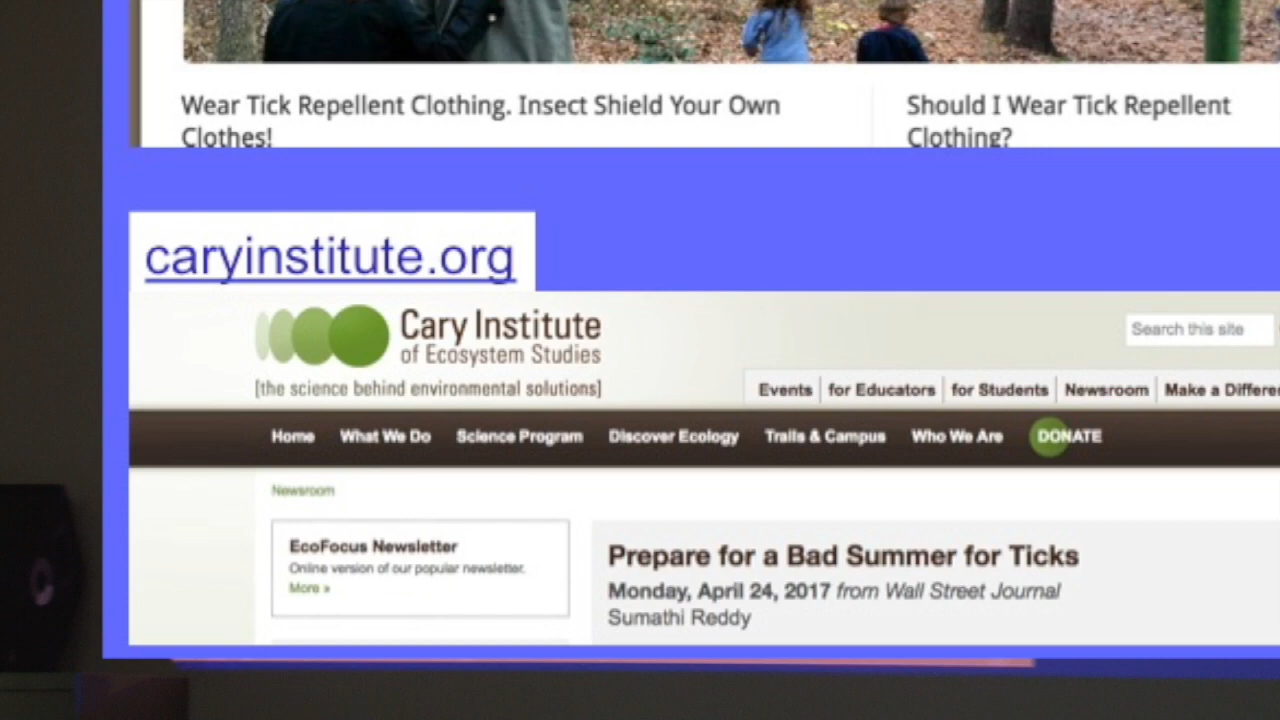 Wear Tick Repellent Clothing. Insect Shield Your Own
Clothes!
Should I Wear Tick Repellent
Clothing?
caryinstitute.org
Cary Institute
of Ecosystem Studies
[the science behind environmental solutions]
Search this site
Events for Educators for Students Newsroom Make a Differe
Home What We Do Science Program Discover Ecology Trails & Campus Who We Are DONATE
Newsroom
EcoFocus Newsletter
Online version of our popular newsletter.
More »
Prepare for a Bad Summer for Ticks
Monday, April 24, 2017 from Wall Street Journal
Sumathi Reddy